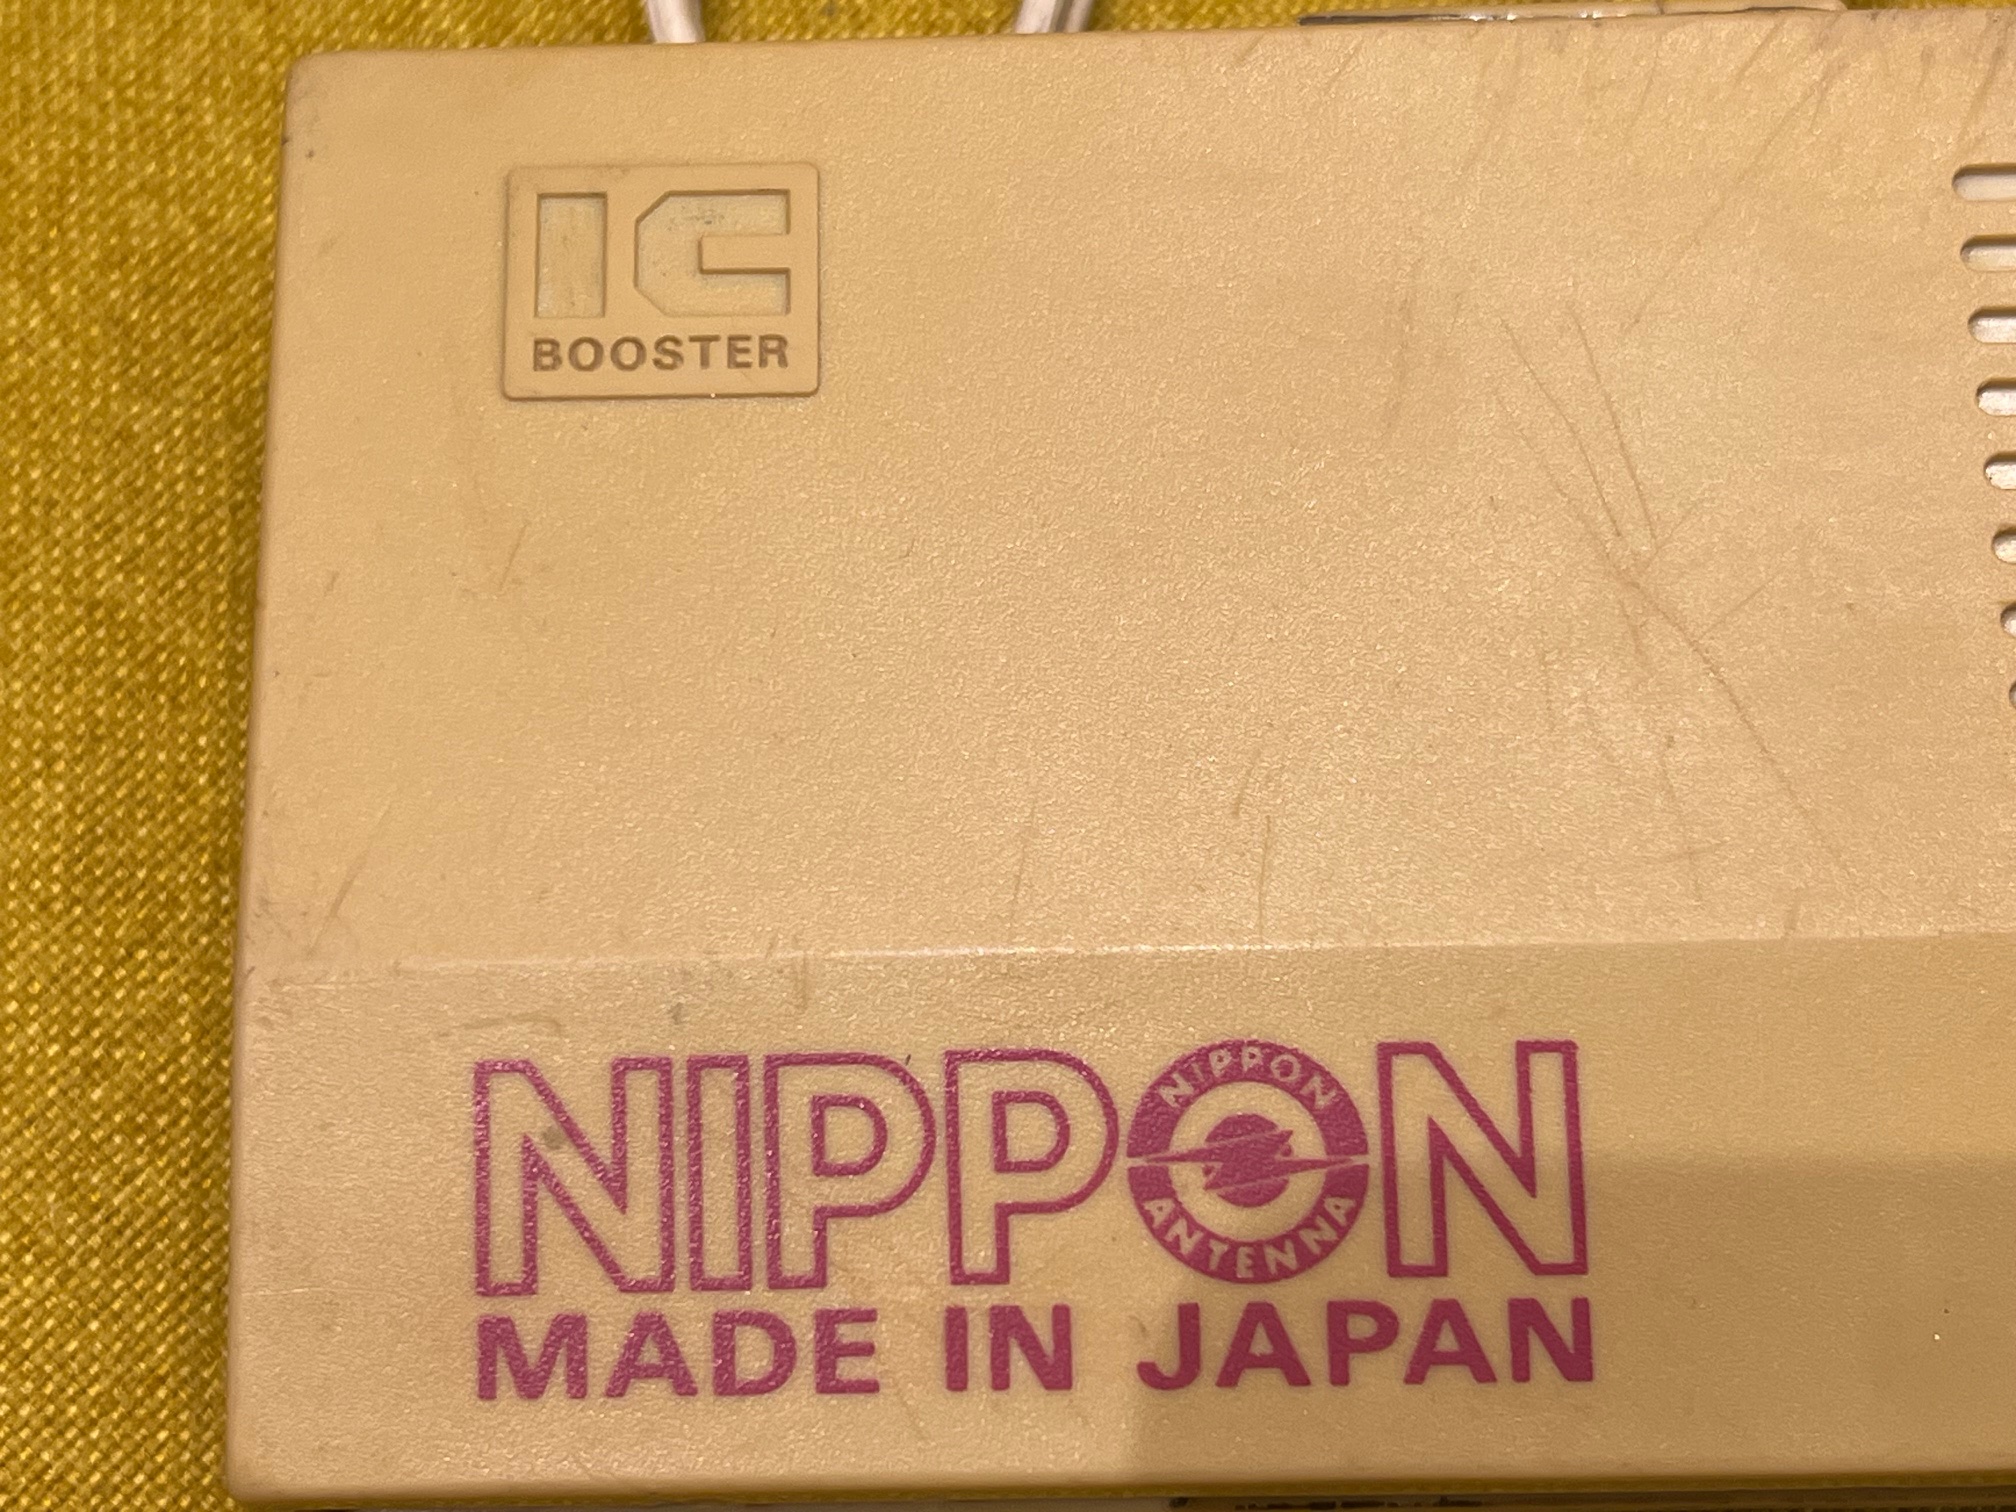 IC
BOOSTER
NIPPON
NIPPON
ANTENNA
MADE IN JAPAN